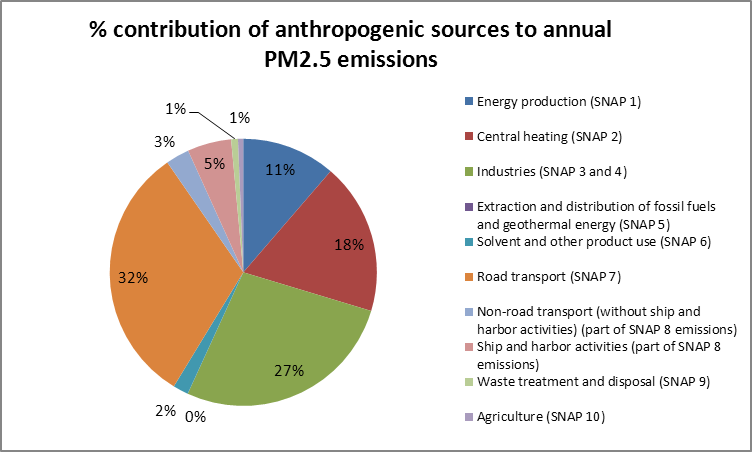 % contribution of anthropogenic sources to annual
PM2.5 emissions
1%
1%
3%
5%
11%
18%
32%
27%
2%
0%
Energy production (SNAP 1)
Central heating (SNAP 2)
Industries (SNAP 3 and 4)
Extraction and distribution of fossil fuels
and geothermal energy (SNAP 5)
Solvent and other product use (SNAP 6)
Road transport (SNAP 7)
Non-road transport (without ship and
harbor activities) (part of SNAP 8 emissions)
Ship and harbor activities (part of SNAP 8
emissions)
Waste treatment and disposal (SNAP 9)
Agriculture (SNAP 10)